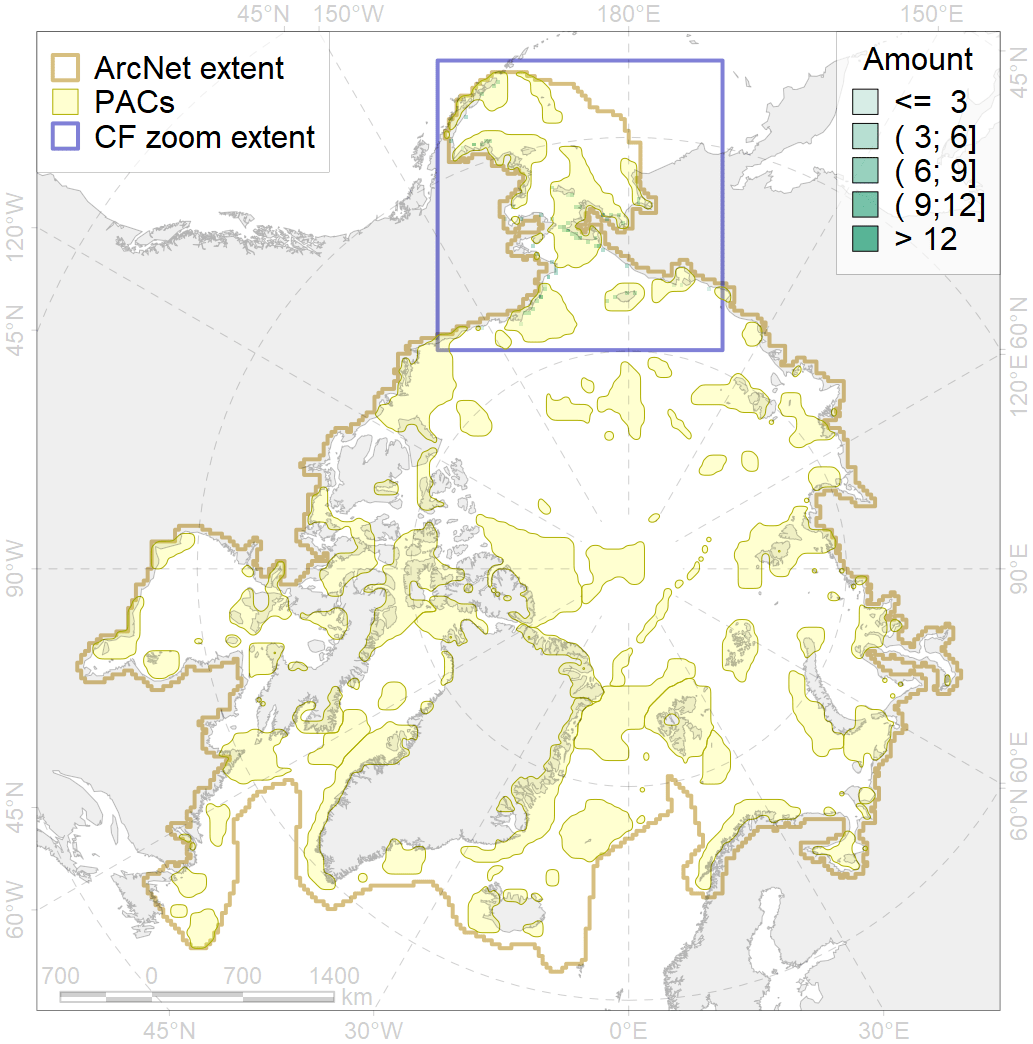 45°N 150°W 180°E 150°E
ArcNet extent
PACs
CF zoom extent
Amount
<= 3
( 3; 6]
( 6; 9]
( 9;12]
> 12
45°N
120°W
45°N
60°N
120°E
90°W
90°E
45°N
60°E
60°N
60°W
700 0 700 1400
km
45°N 30°W 0°E 30°E